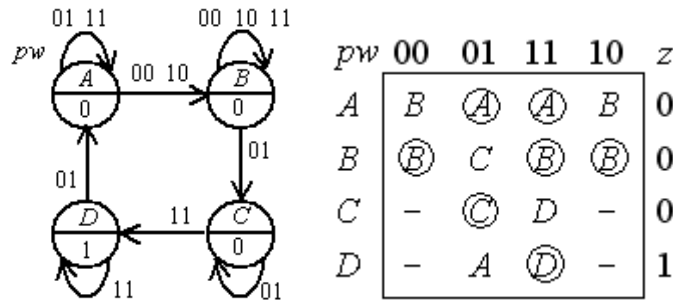 01 11
00 10 11
pw
A
0
00 10
B
0
01
01
D
1
11
C
0
11
01
pw 00 01 11 10 z
A B A A B 0
B B C B B 0
C – C D – 0
D – A D – 1